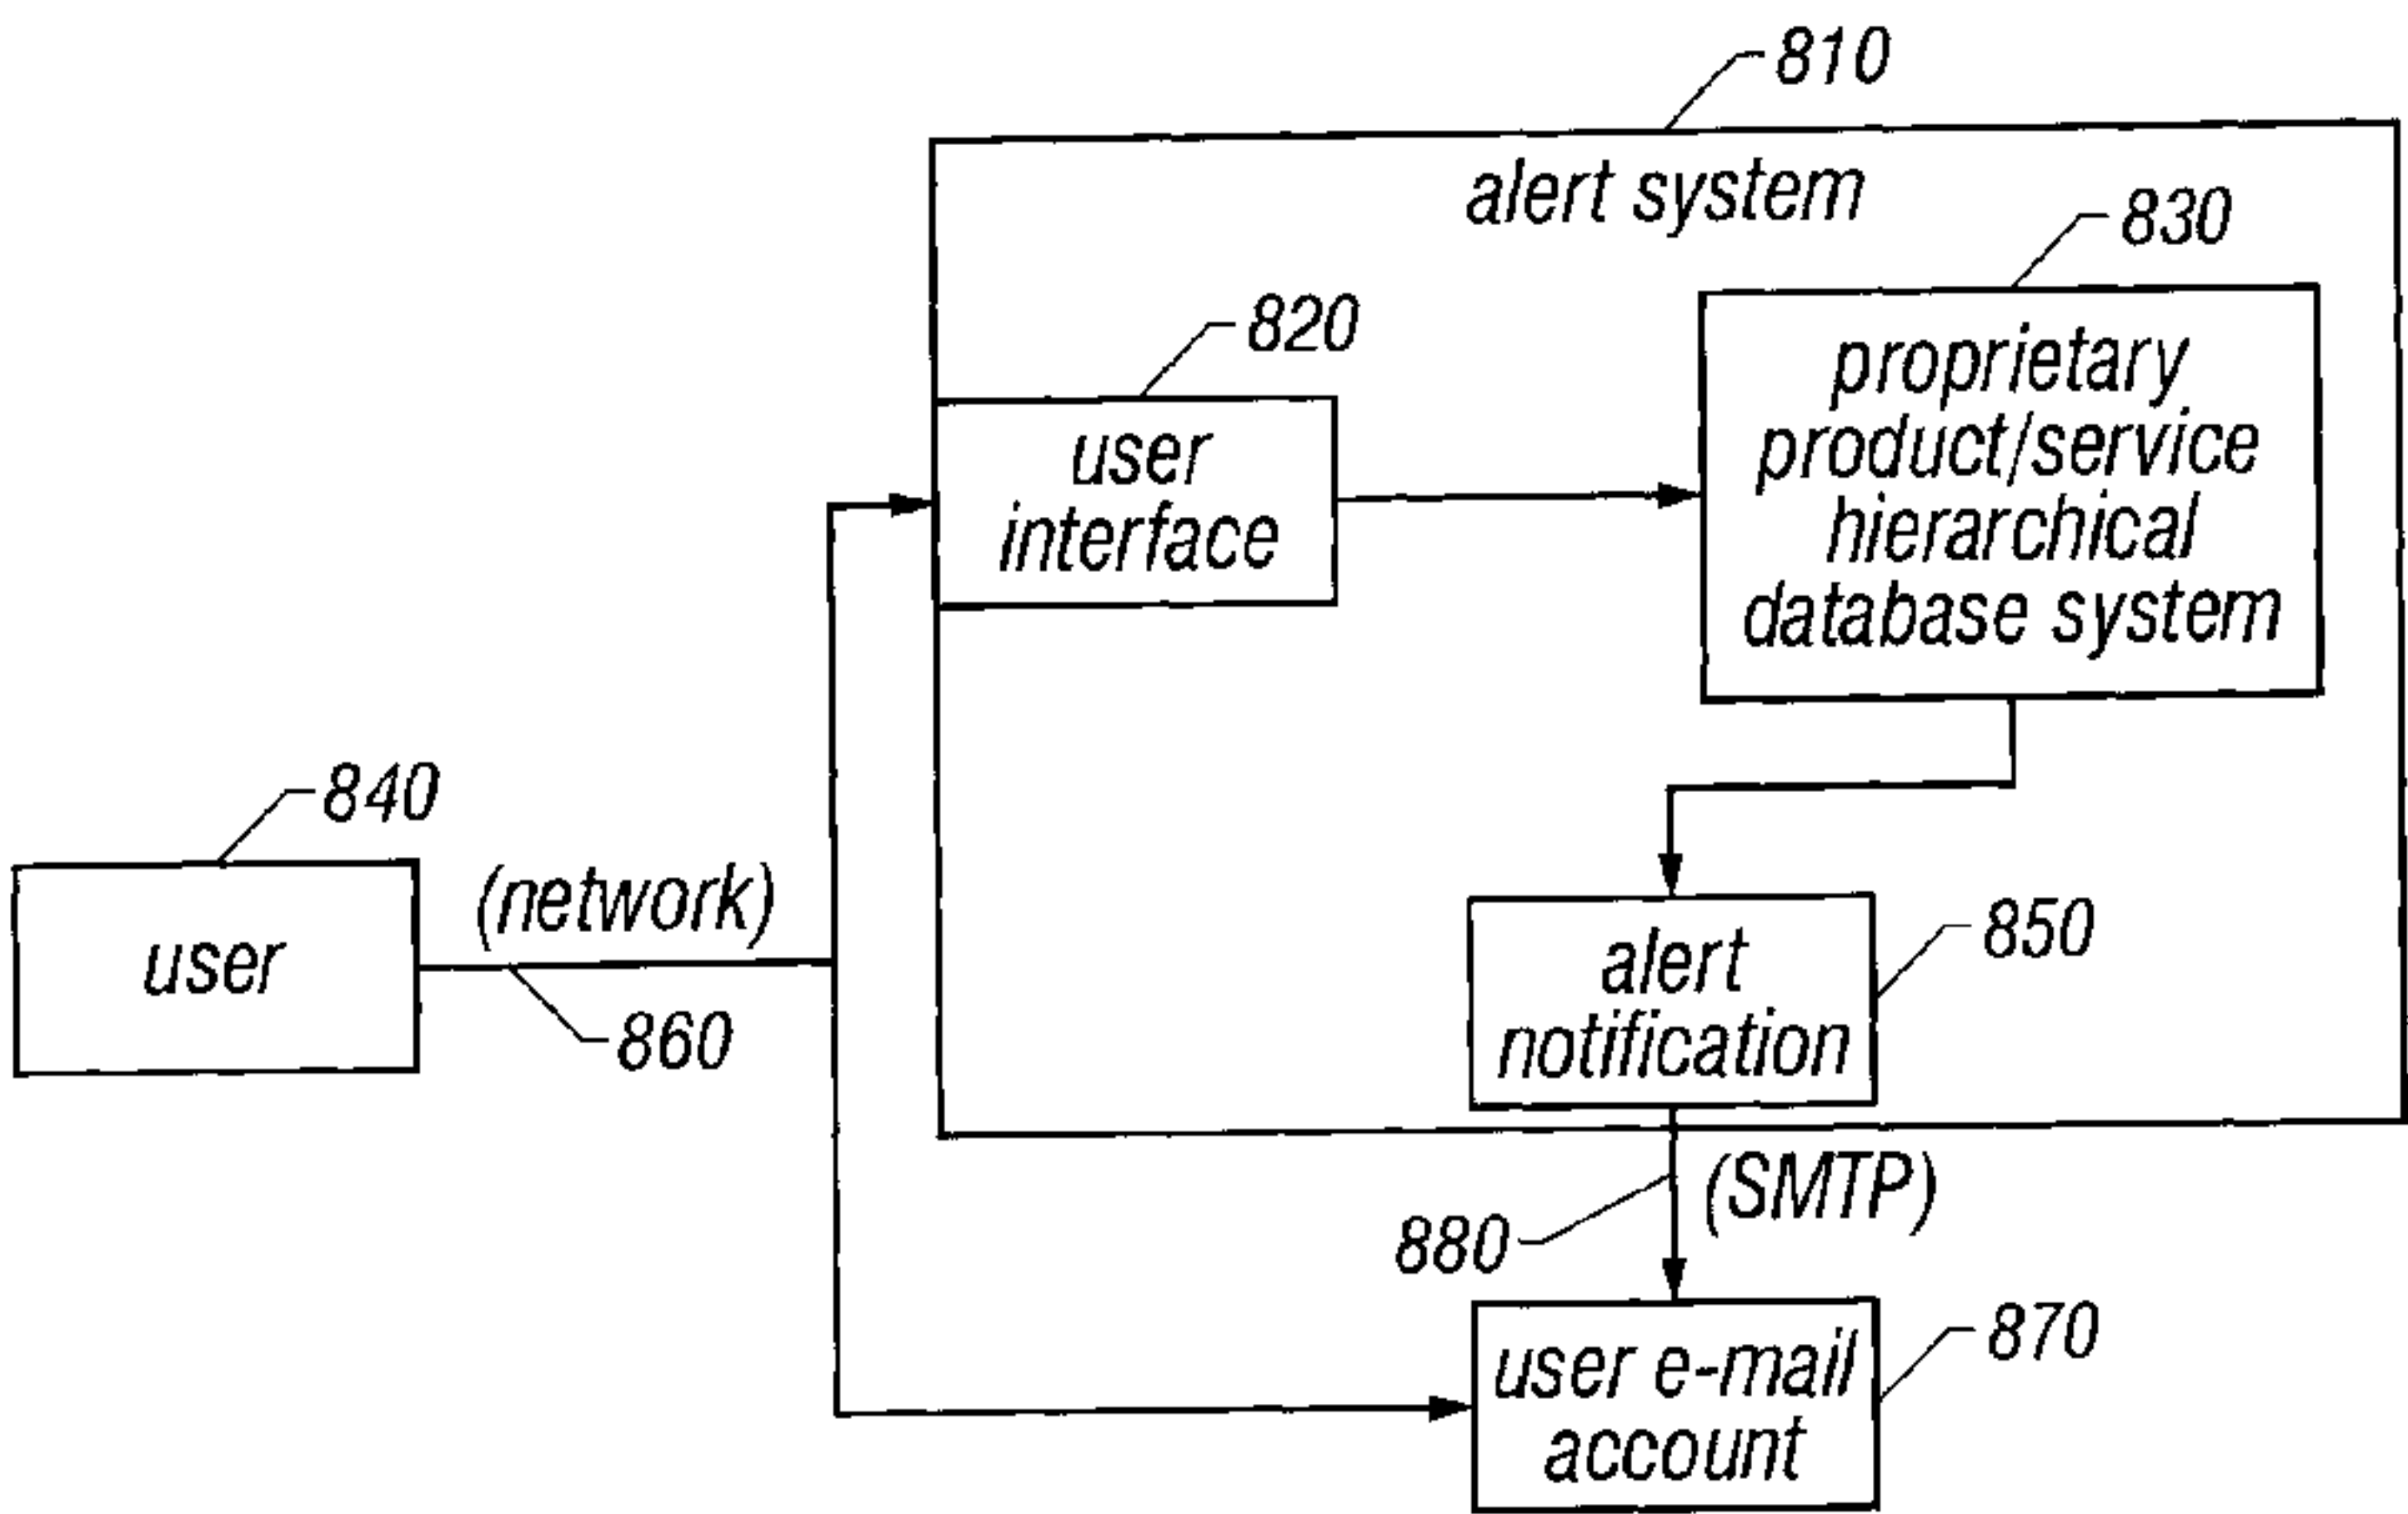 810
alert system
830
820
proprietary
product/service
hierarchical
database system
user
interface
840
(network)
user
860
850
alert
notification
(SMTP)
880
870
user e-mail
account